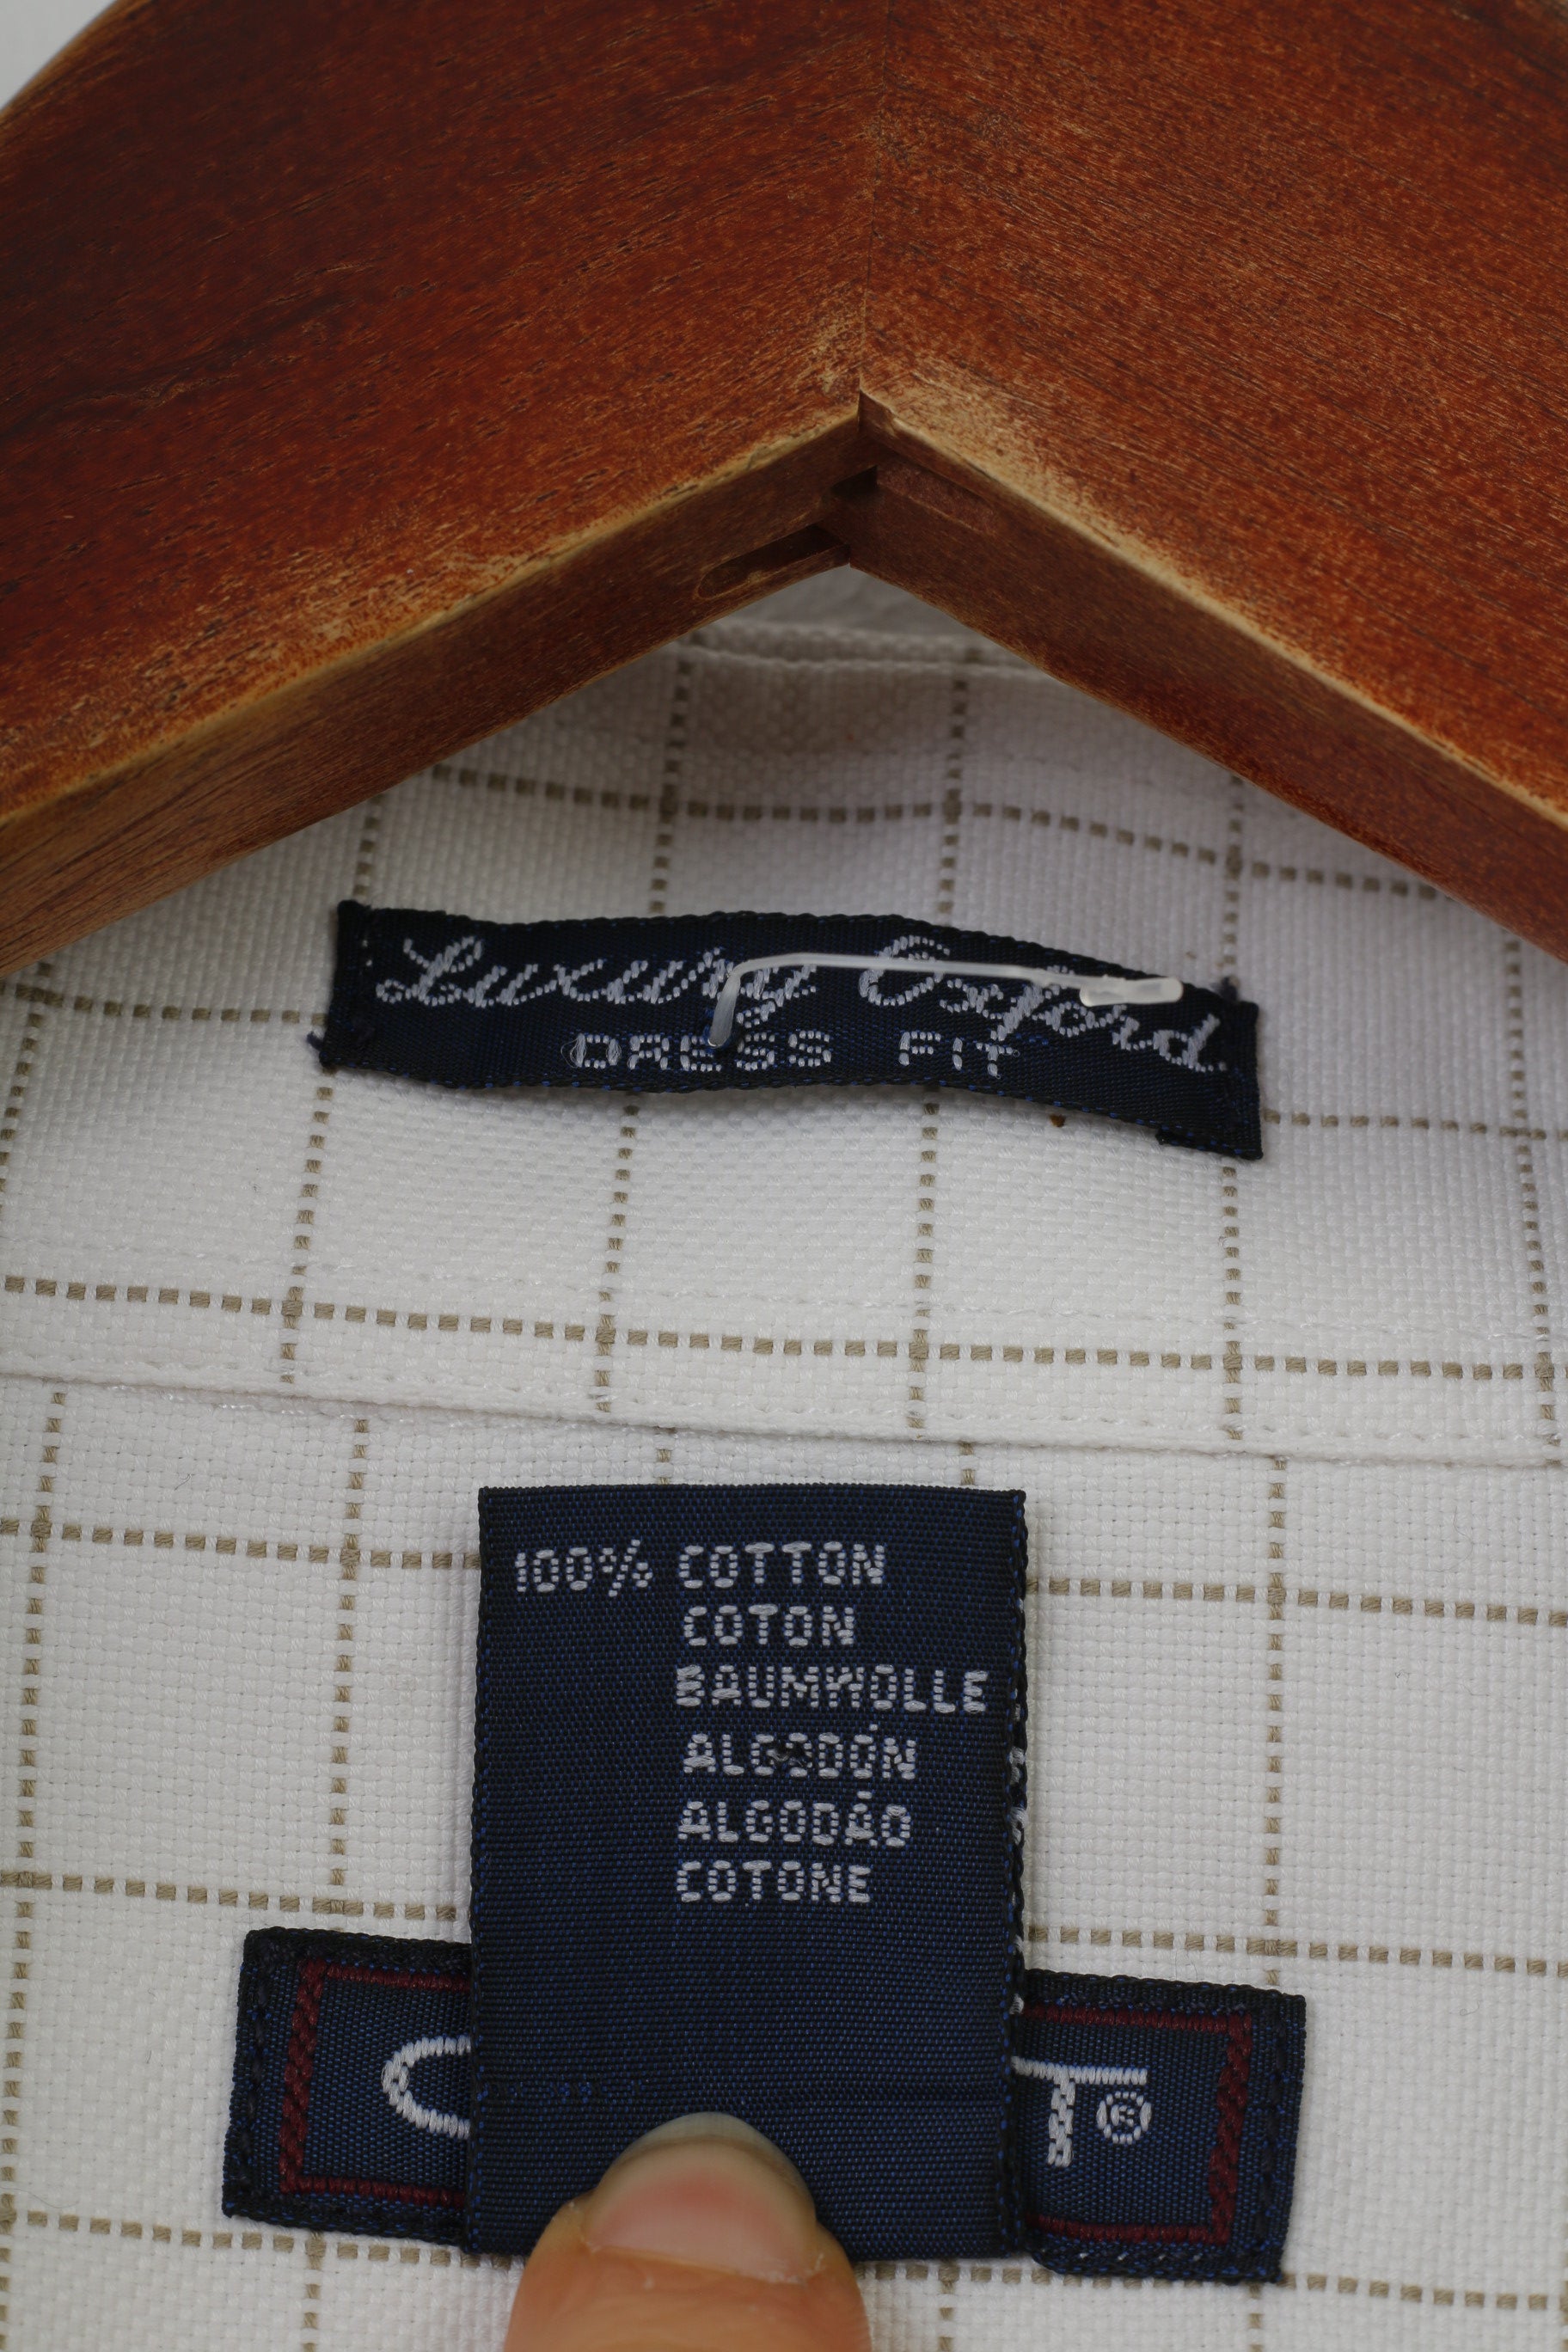 Luxury Oxford.
DRESS FIT
100% COTTON
COTON
BAUMWOLLE
ALGODÓN
ALGODÃO
COTONE
T®